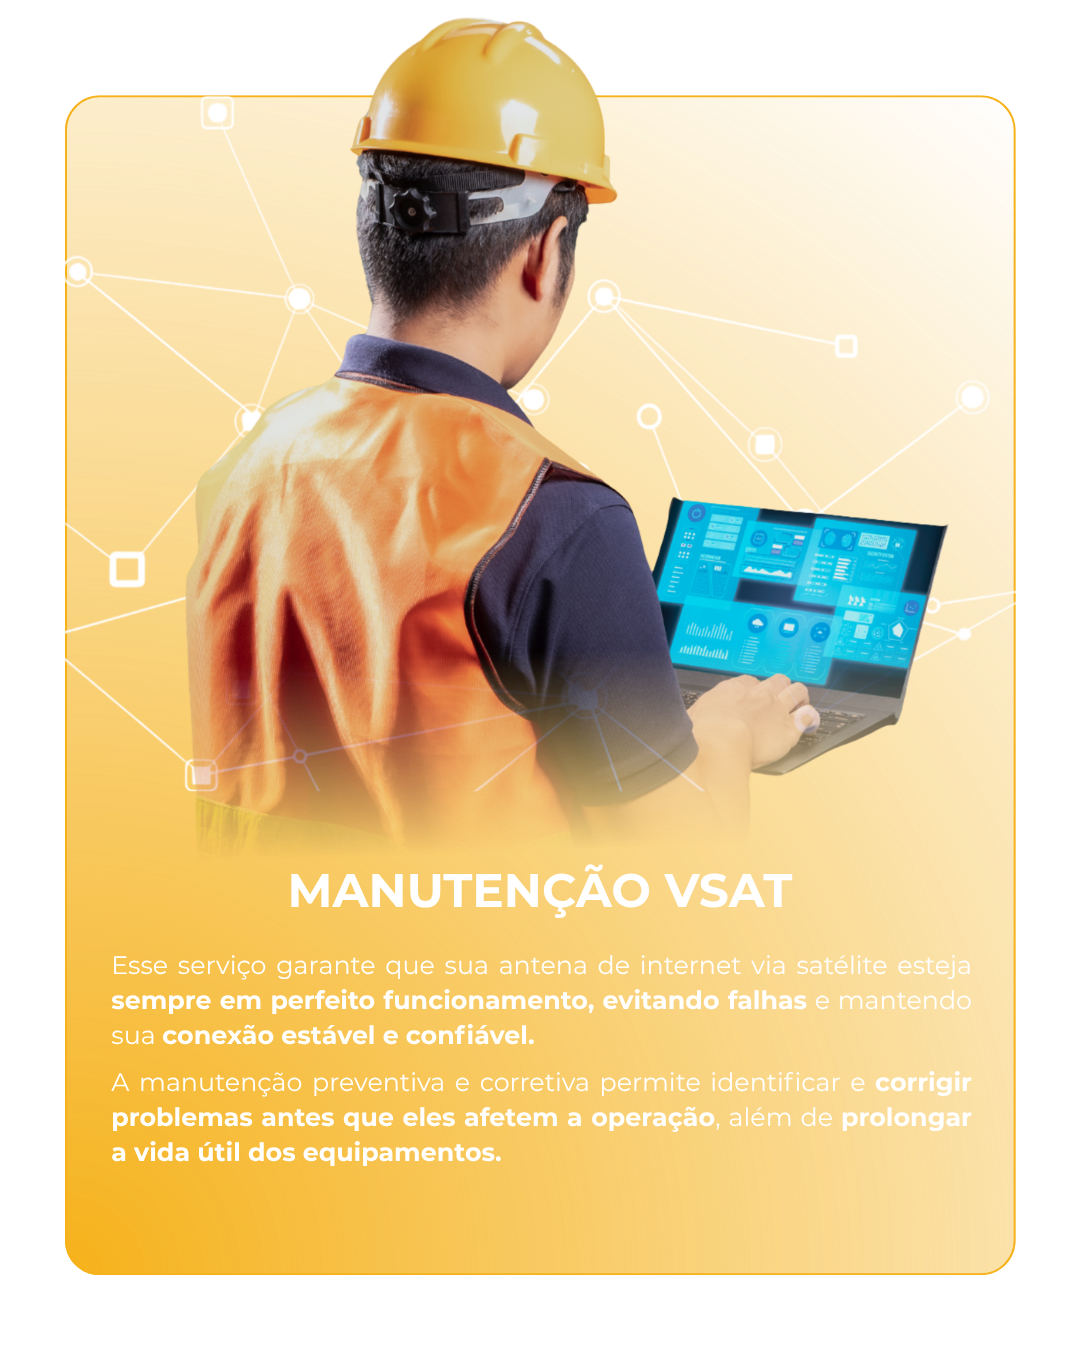 MANUTENÇÃO VSAT
Esse serviço garante que sua antena de internet via satélite esteja
sempre em perfeito funcionamento, evitando falhas e mantendo
sua conexão estável e confiável.
A manutenção preventiva e corretiva permite identificar e corrigir
problemas antes que eles afetem a operação, além de prolongar
a vida útil dos equipamentos.